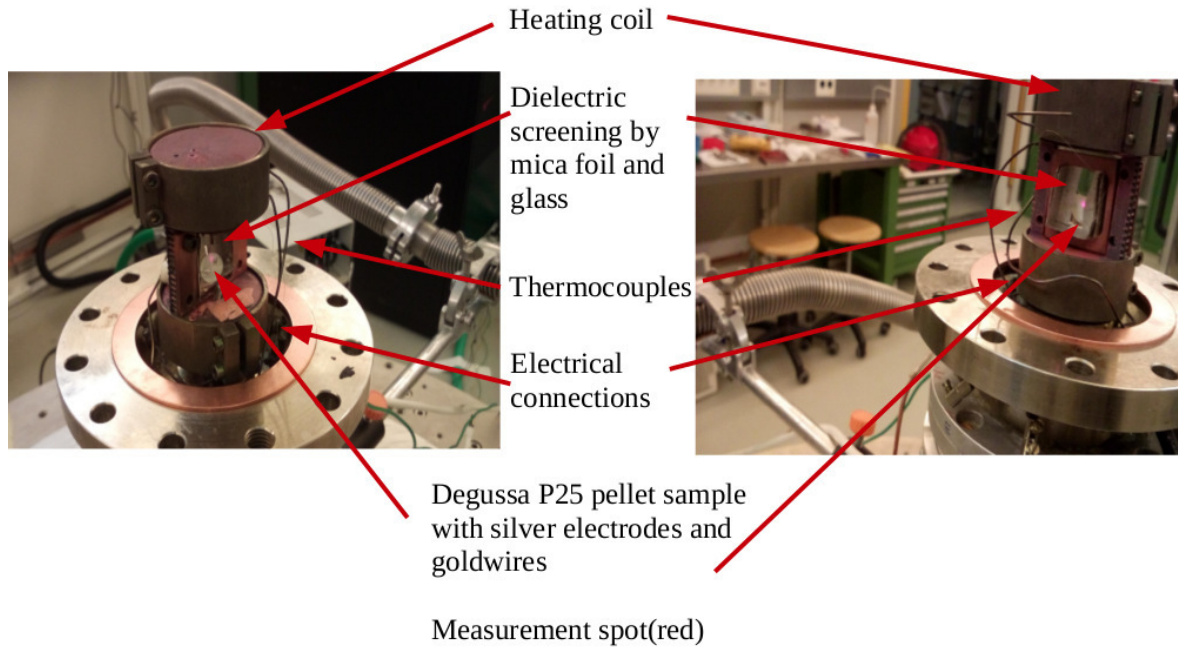 Heating coil
Dielectric
screening by
mica foil and
glass
Thermocouples
Electrical
connections
Degussa P25 pellet sample
with silver electrodes and
goldwires
Measurement spot(red)